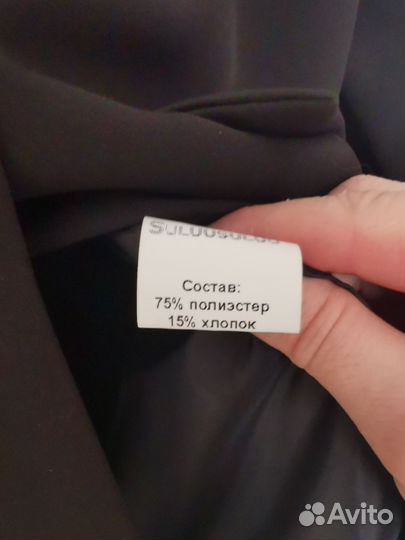 Состав:
75% полиэстер
15% хлопок
Avito